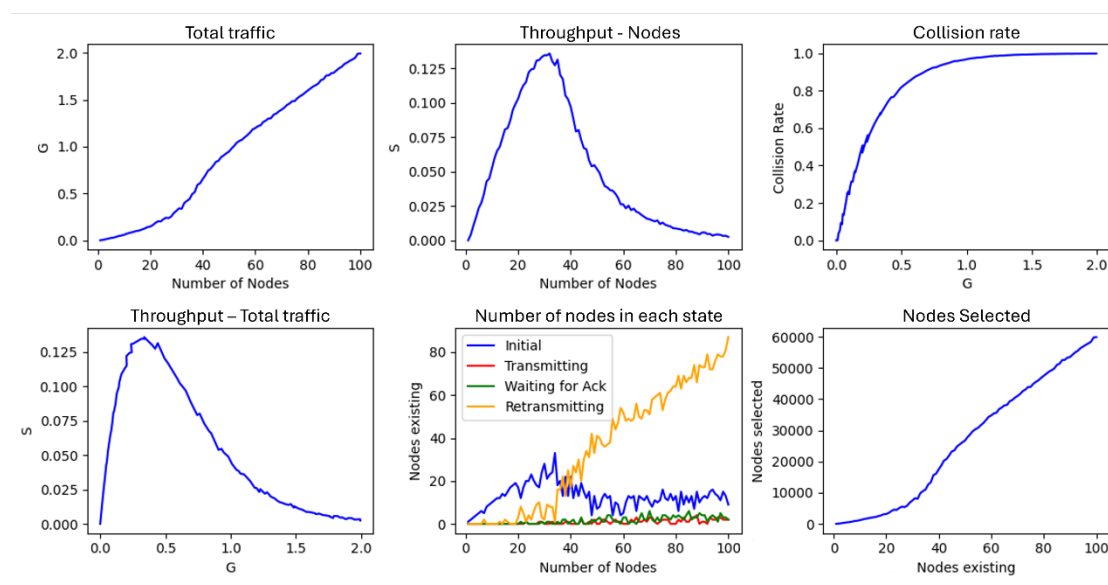 Total traffic
2.0
1.5
1.0
0.5
0.0
G
0 20 40 60 80 100
Number of Nodes
Throughput - Nodes
0.125
0.100
0.075
0.050
0.025
0.000
S
0 20 40 60 80 100
Number of Nodes
Collision rate
1.0
0.8
0.6
0.4
0.2
0.0
Collision Rate
0.0 0.5 1.0 1.5 2.0
G
Throughput – Total traffic
0.125
0.100
0.075
0.050
0.025
0.000
S
0.0 0.5 1.0 1.5 2.0
G
Number of nodes in each state
Initial
Transmitting
Waiting for Ack
Retransmitting
80
60
40
20
0
Nodes existing
0 20 40 60 80 100
Number of Nodes
Nodes Selected
60000
50000
40000
30000
20000
10000
0
Nodes selected
0 20 40 60 80 100
Nodes existing